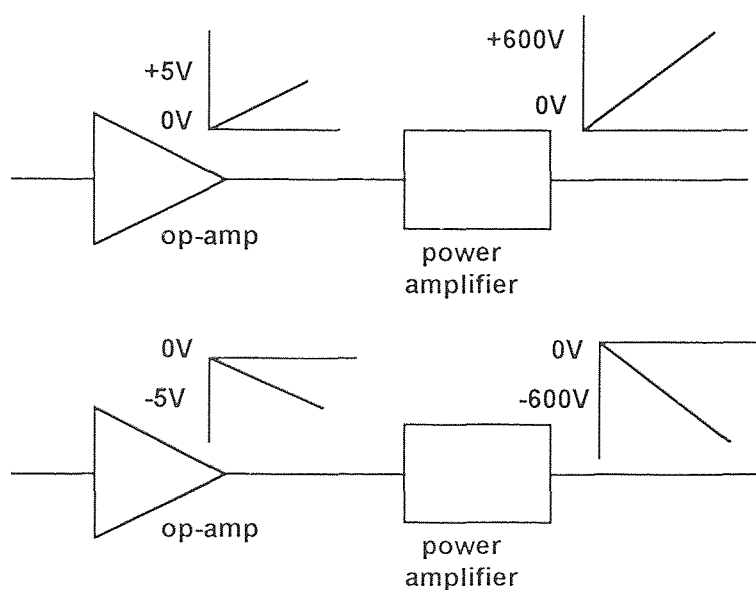 +600V
+5V
0V
0V
op-amp
power
amplifier
0V
0V
-5V
-600V
op-amp
power
amplifier